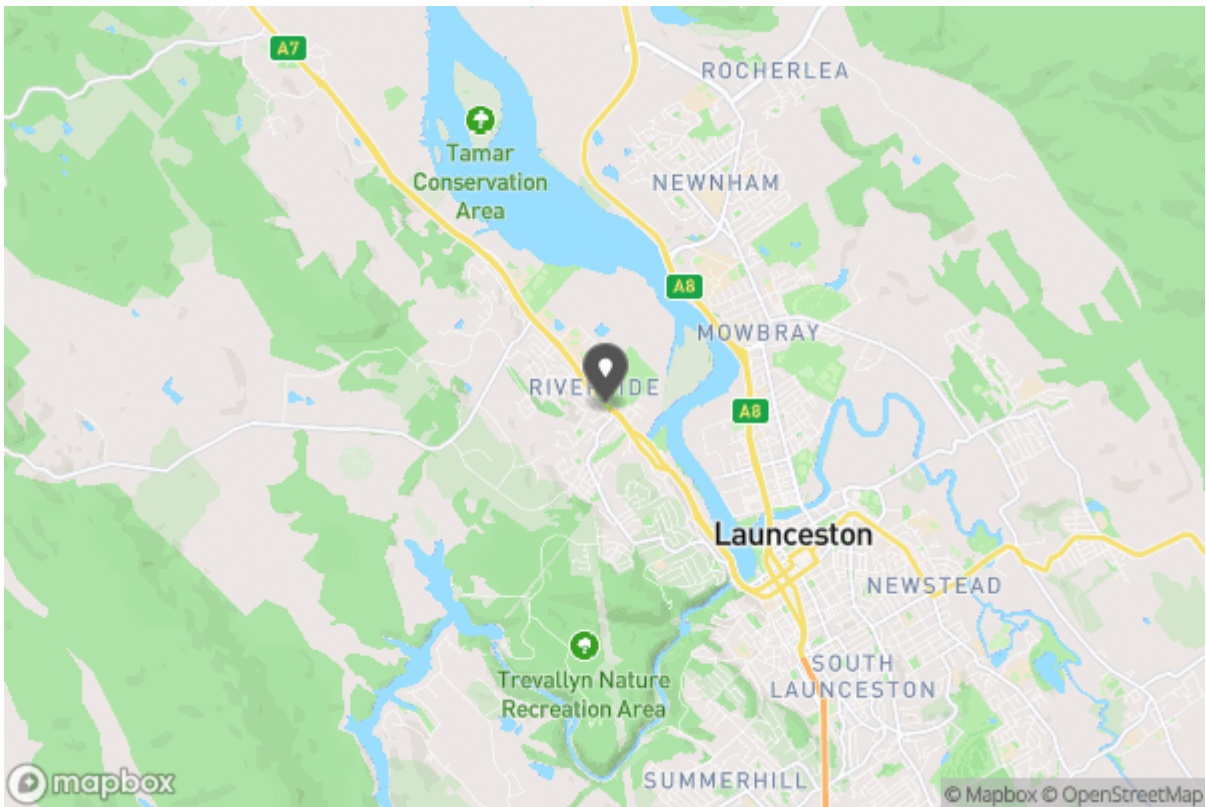 A7
ROCHERLEA
Tamar
Conservation
Area
NEWNHAM
A8
MOWBRAY
RIVERSIDE
A8
Launceston
NEWSTEAD
Trevallyn Nature
Recreation Area
SOUTH
LAUNCESTON
SUMMERHILL
mapbox
© Mapbox © OpenStreetMap